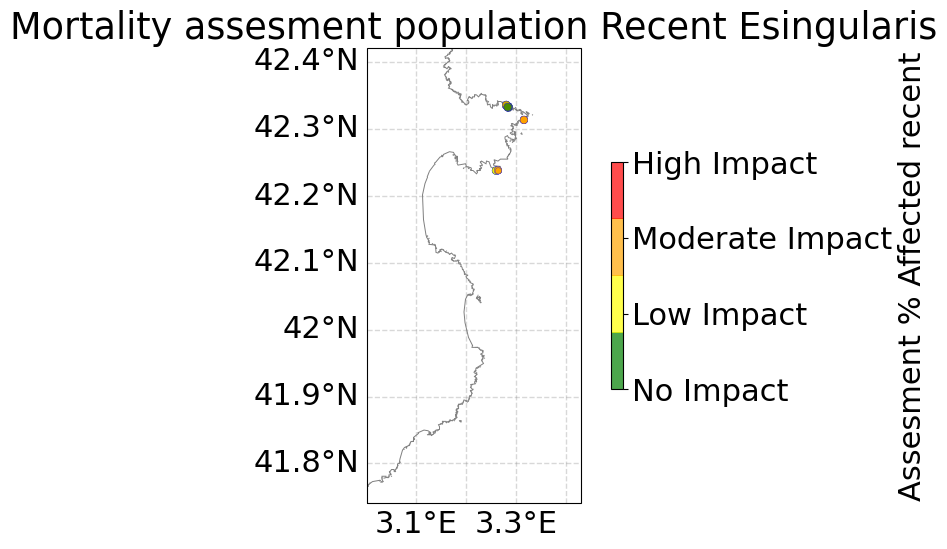 Mortality assesment population Recent Esingularis
42.4°N
42.3°N
42.2°N
42.1°N
42°N
41.9°N
41.8°N
3.1°E
3.3°E
High Impact
Moderate Impact
Low Impact
No Impact
Assesment % Affected recent